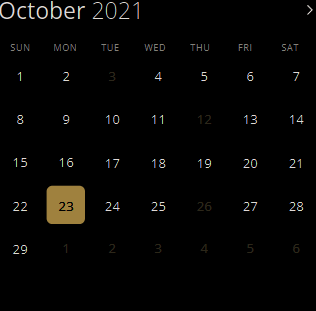 October 2021 >
SUN MON TUE WED THU FRI SAT
1 2 3 4 5 6 7
8 9 10 11 12 13 14
15 16 17 18 19 20 21
22 23 24 25 26 27 28
29 1 2 3 4 5 6